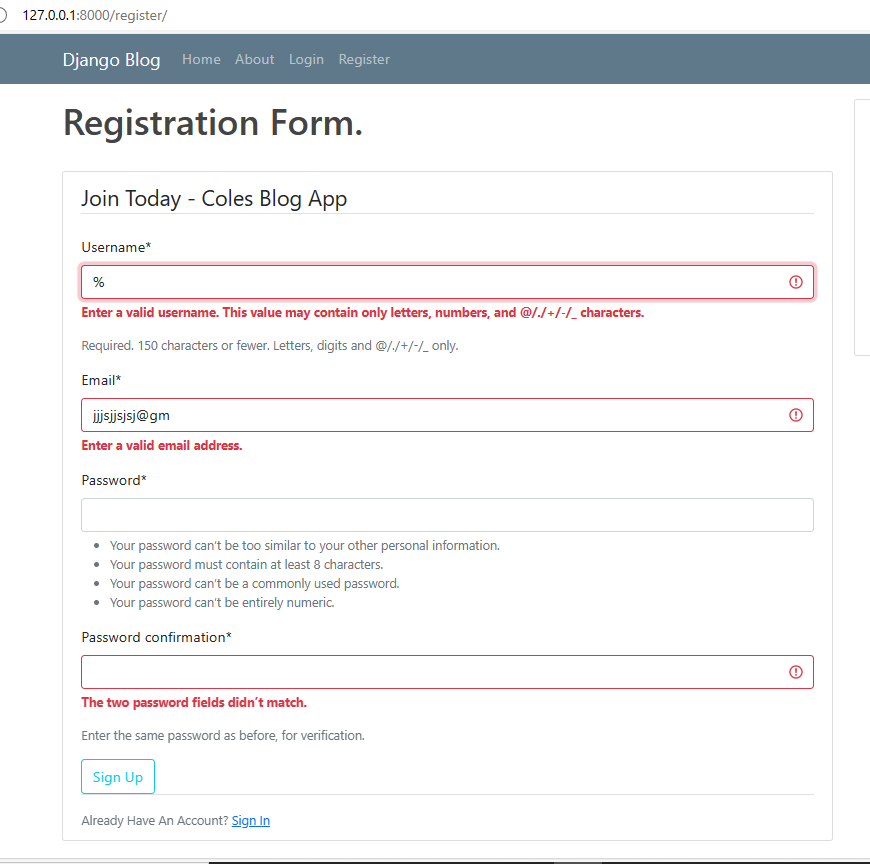 127.0.0.1:8000/register/
Django Blog Home About Login Register
Registration Form.
Join Today - Coles Blog App
Username*
%
Enter a valid username. This value may contain only letters, numbers, and @/./+/-/_ characters.
Required. 150 characters or fewer. Letters, digits and @/./+/-/_ only.
Email*
jjjsjjsjsj@gm
Enter a valid email address.
Password*
• Your password can’t be too similar to your other personal information.
• Your password must contain at least 8 characters.
• Your password can’t be a commonly used password.
• Your password can’t be entirely numeric.
Password confirmation*
The two password fields didn’t match.
Enter the same password as before, for verification.
Sign Up
Already Have An Account? Sign In